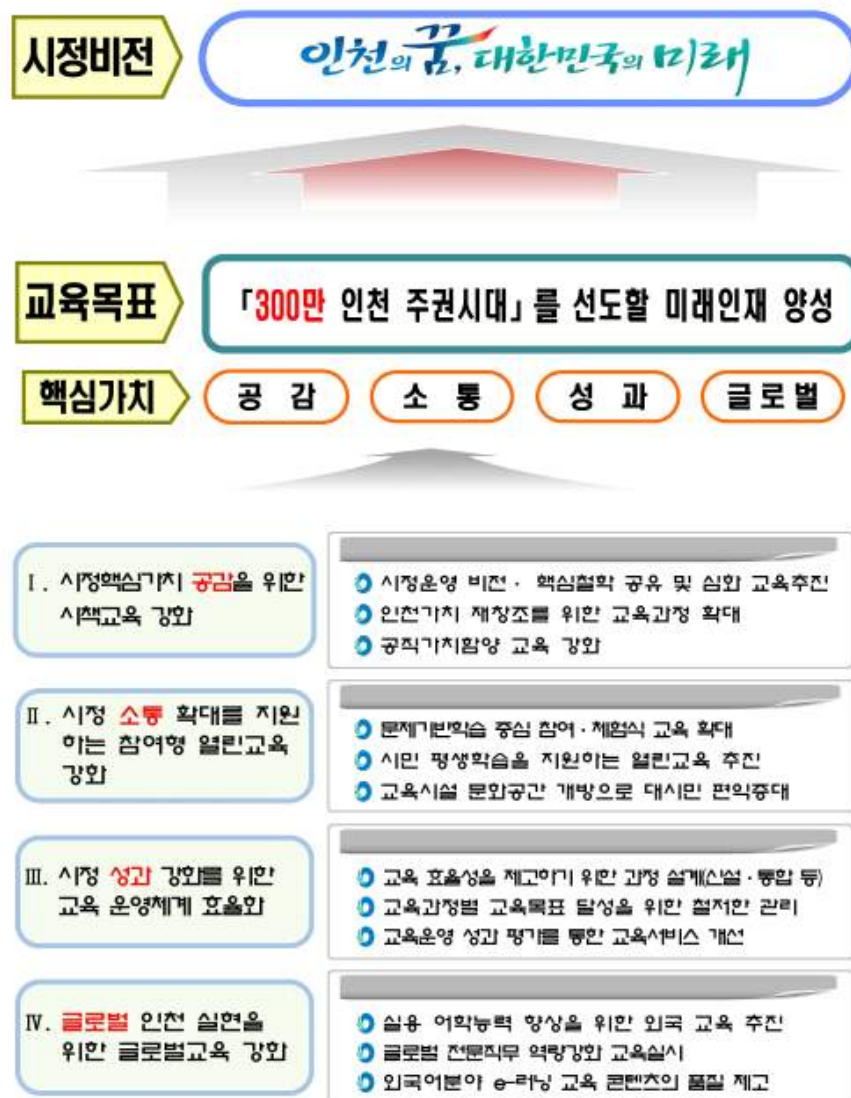 시정비전
인천의 꿈, 대한민국의 미래
교육목표
「300만 인천 주권시대」를 선도할 미래인재 양성
핵심가치
공 감
소 통
성 과
글로벌
Ⅰ. 시정핵심가치 공감을 위한
시책교육 강화
시정운영 비전· 핵심철학 공유 및 심화 교육추진
인천가치 재창조를 위한 교육과정 확대
공직가치함양 교육 강화
Ⅱ. 시정 소통 확대를 지원
하는 참여형 열린교육
강화
문제기반학습 중심 참여·체험식 교육 확대
시민 평생학습을 지원하는 열린교육 추진
교육시설 문화공간 개방으로 대시민 편익증대
Ⅲ. 시정 성과 강화를 위한
교육 운영체계 효율화
교육 효율성을 제고하기 위한 과정 설계(신설·통합 등)
교육과정별 교육목표 달성을 위한 철저한 관리
교육운영 성과 평가를 통한 교육서비스 개선
Ⅳ. 글로벌 인천 실현을
위한 글로벌교육 강화
실용 어학능력 향상을 위한 외국 교육 추진
글로벌 전문직무 역량강화 교육실시
외국어분야 e-러닝 교육 콘텐츠의 품질 제고